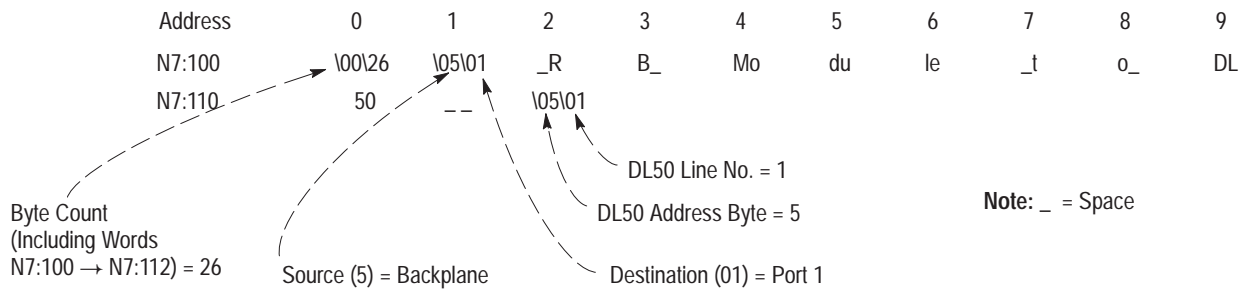 Address 0 1 2 3 4 5 6 7 8 9
N7:100 \00\26 \05\01 _R B_ Mo du le _t o_ DL
N7:110 50 _ _ \05\01
DL50 Line No. = 1
DL50 Address Byte = 5
Note: _ = Space
Byte Count
(Including Words
N7:100 → N7:112) = 26
Source (5) = Backplane
Destination (01) = Port 1